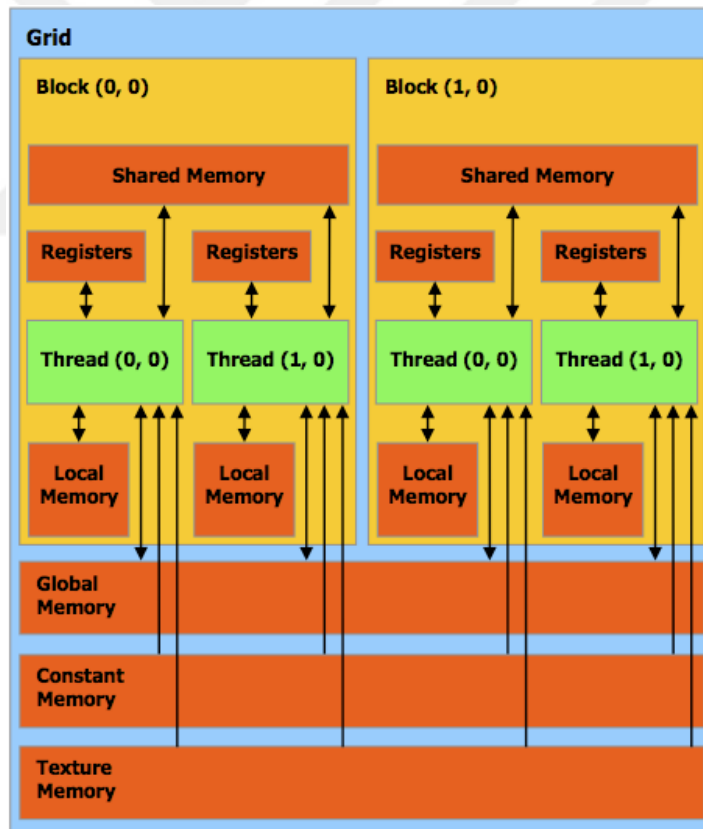 Grid
Block (0, 0)
Block (1, 0)
Shared Memory
Shared Memory
Registers
Registers
Registers
Registers
Thread (0, 0)
Thread (1, 0)
Thread (0, 0)
Thread (1, 0)
Local
Memory
Local
Memory
Local
Memory
Local
Memory
Global
Memory
Constant
Memory
Texture
Memory